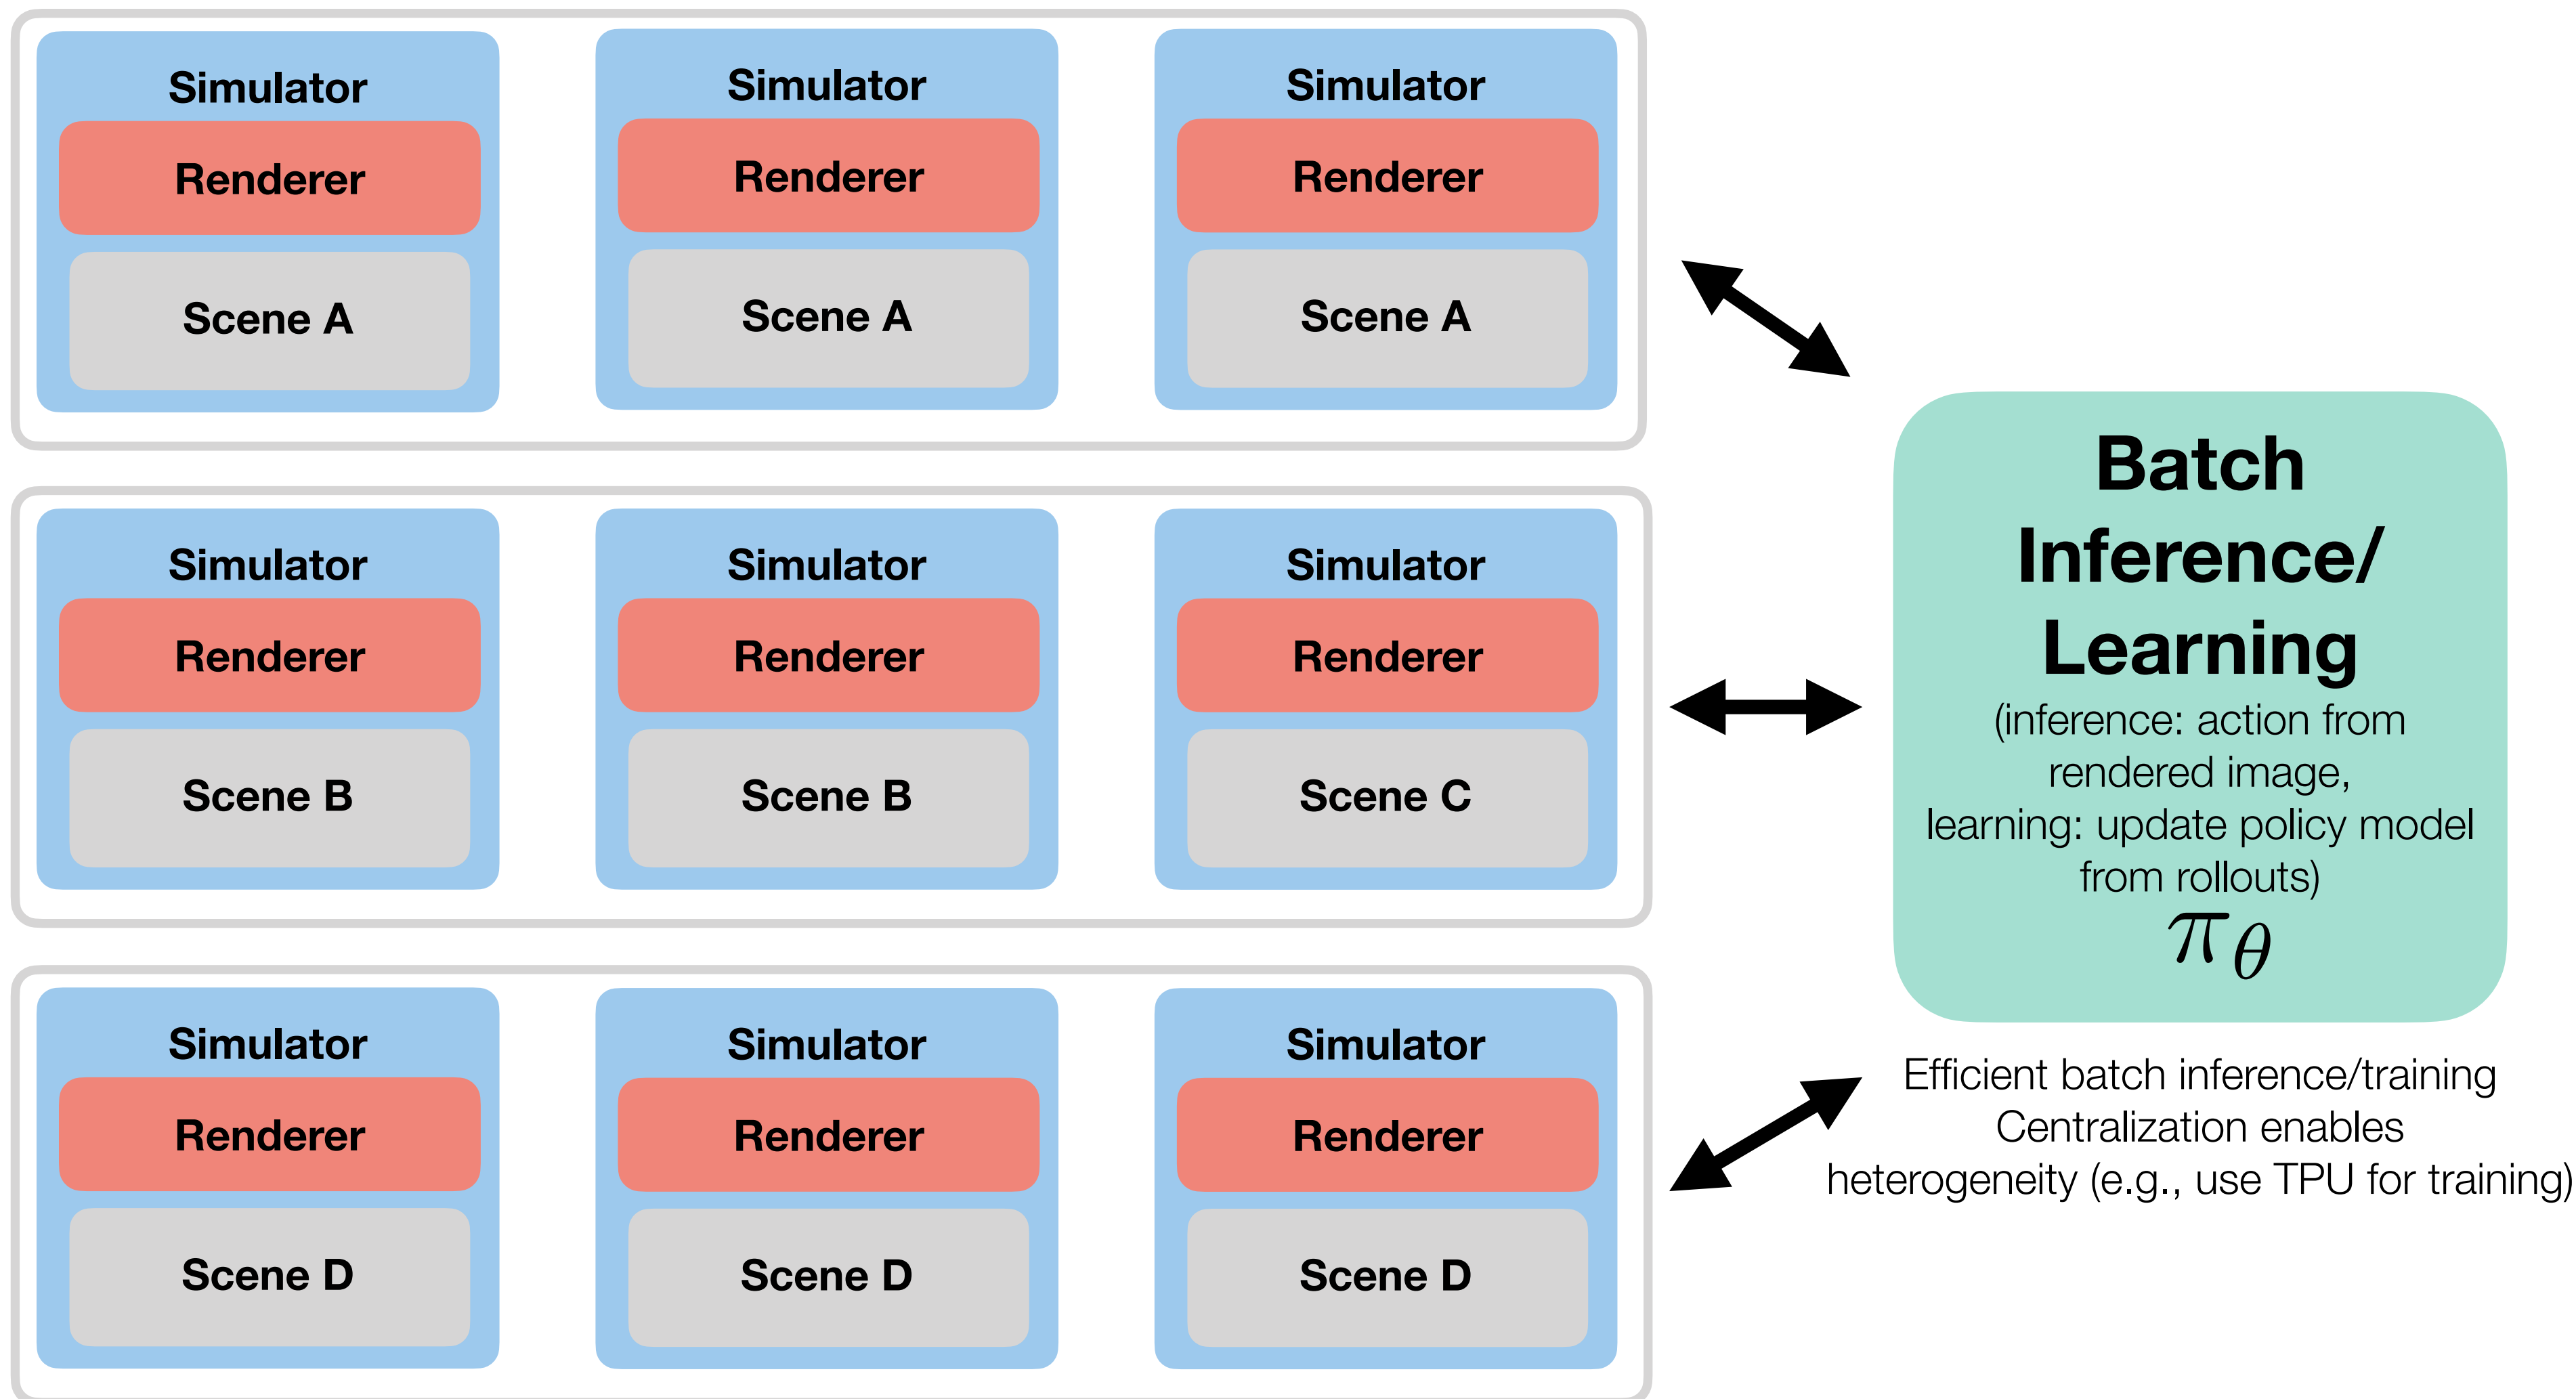 Simulator
Renderer
Scene A
Simulator
Renderer
Scene A
Simulator
Renderer
Scene A
Simulator
Renderer
Scene B
Simulator
Renderer
Scene B
Simulator
Renderer
Scene C
Simulator
Renderer
Scene D
Simulator
Renderer
Scene D
Simulator
Renderer
Scene D
Batch
Inference/
Learning
(inference: action from
rendered image,
learning: update policy model
from rollouts)
π_θ
Efficient batch inference/training
Centralization enables
heterogeneity (e.g., use TPU for training)